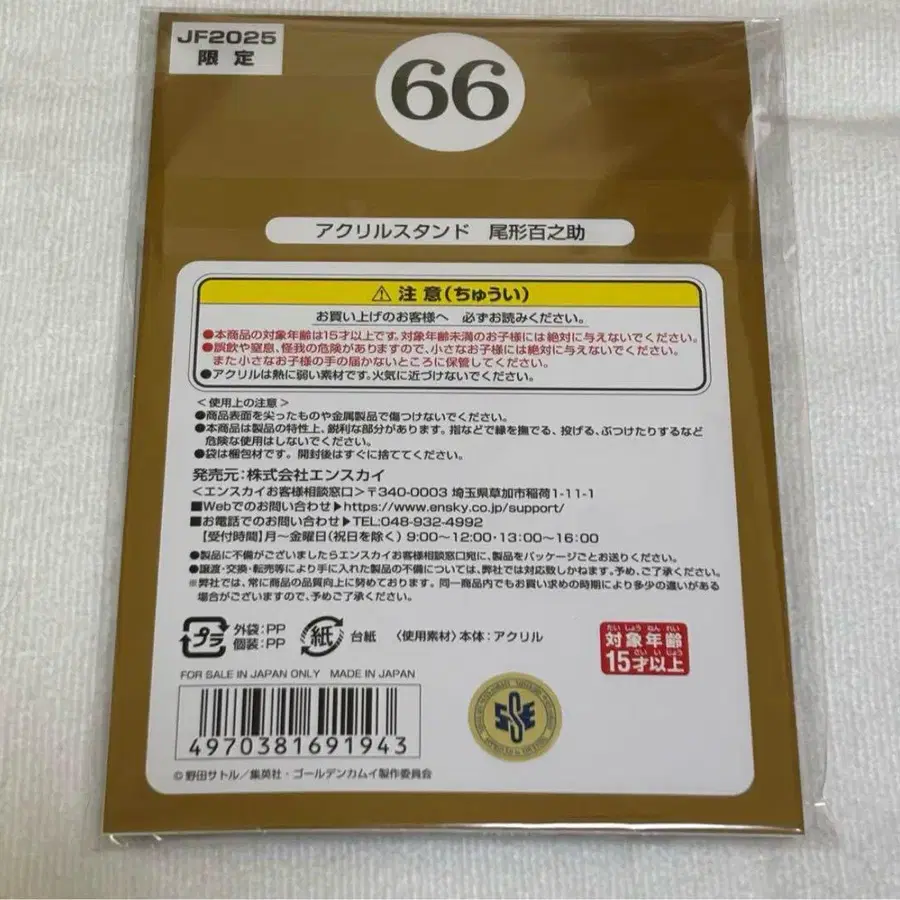 JF2025
限定
66
アクリルスタンド 尾形百之助
⚠注意(ちゅうい)
お買い上げのお客様へ 必ずお読みください。
●本商品の対象年齢は15才以上です。対象年齢未満のお子様には絶対に与えないでください。
●誤飲や窒息、怪我の危険がありますので、小さなお子様には絶対に与えないでください。
また小さなお子様の手の届かないところに保管してください。
●アクリルは熱に弱い素材です。火気に近づけないでください。
<使用上の注意>
●商品表面を尖ったものや金属製品で傷つけないでください。
●本商品は製品の特性上、鋭利な部分があります。指などで縁を撫でる、投げる、ぶつけたりするなど
危険な使用はしないでください。
●袋は梱包材です。開封後はすぐに捨ててください。
発売元:株式会社エンスカイ
<エンスカイお客様相談窓口>〒340-0003 埼玉県草加市稲荷1-11-1
■Webでのお問い合わせ▶https://www.ensky.co.jp/support/
■お電話でのお問い合わせ▶TEL:048-932-4992
【受付時間】月~金曜日(祝日を除く) 9:00~12:00・13:00~16:00
●製品に不備がございましたらエンスカイお客様相談窓口宛に、製品をパッケージごとお送りください。
●譲渡・交換・転売等により手に入れた製品の不備については、弊社では対応致しかねます。予め、ご了承ください。
※弊社では、常に商品の品質向上に努めております。同一商品内でもお買い求めの時期により多少の違いがある
場合がございますので、予めご了承ください。
プラ 外袋:PP
個装:PP
紙 台紙 〈使用素材〉本体:アクリル
たいしょうねんれい
対象年齢
さいいじょう
15才以上
FOR SALE IN JAPAN ONLY MADE IN JAPAN
4970381691943
©野田サトル/集英社・ゴールデンカムイ製作委員会